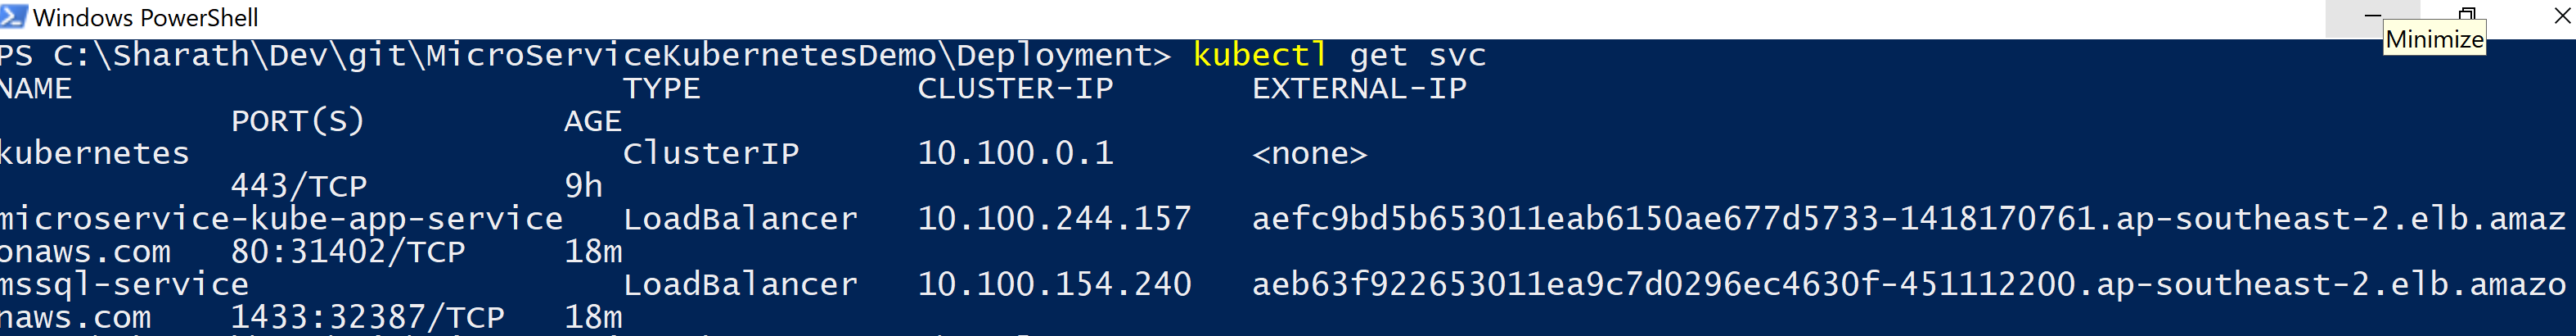 Windows PowerShell
Minimize
PS C:\Sharath\Dev\git\MicroServiceKubernetesDemo\Deployment> kubectl get svc
NAME TYPE CLUSTER-IP EXTERNAL-IP
PORT(S) AGE
kubernetes ClusterIP 10.100.0.1 <none>
443/TCP 9h
microservice-kube-app-service LoadBalancer 10.100.244.157 aefc9bd5b653011eab6150ae677d5733-1418170761.ap-southeast-2.elb.amaz
onaws.com 80:31402/TCP 18m
mssql-service LoadBalancer 10.100.154.240 aeb63f922653011ea9c7d0296ec4630f-451112200.ap-southeast-2.elb.amazo
naws.com 1433:32387/TCP 18m